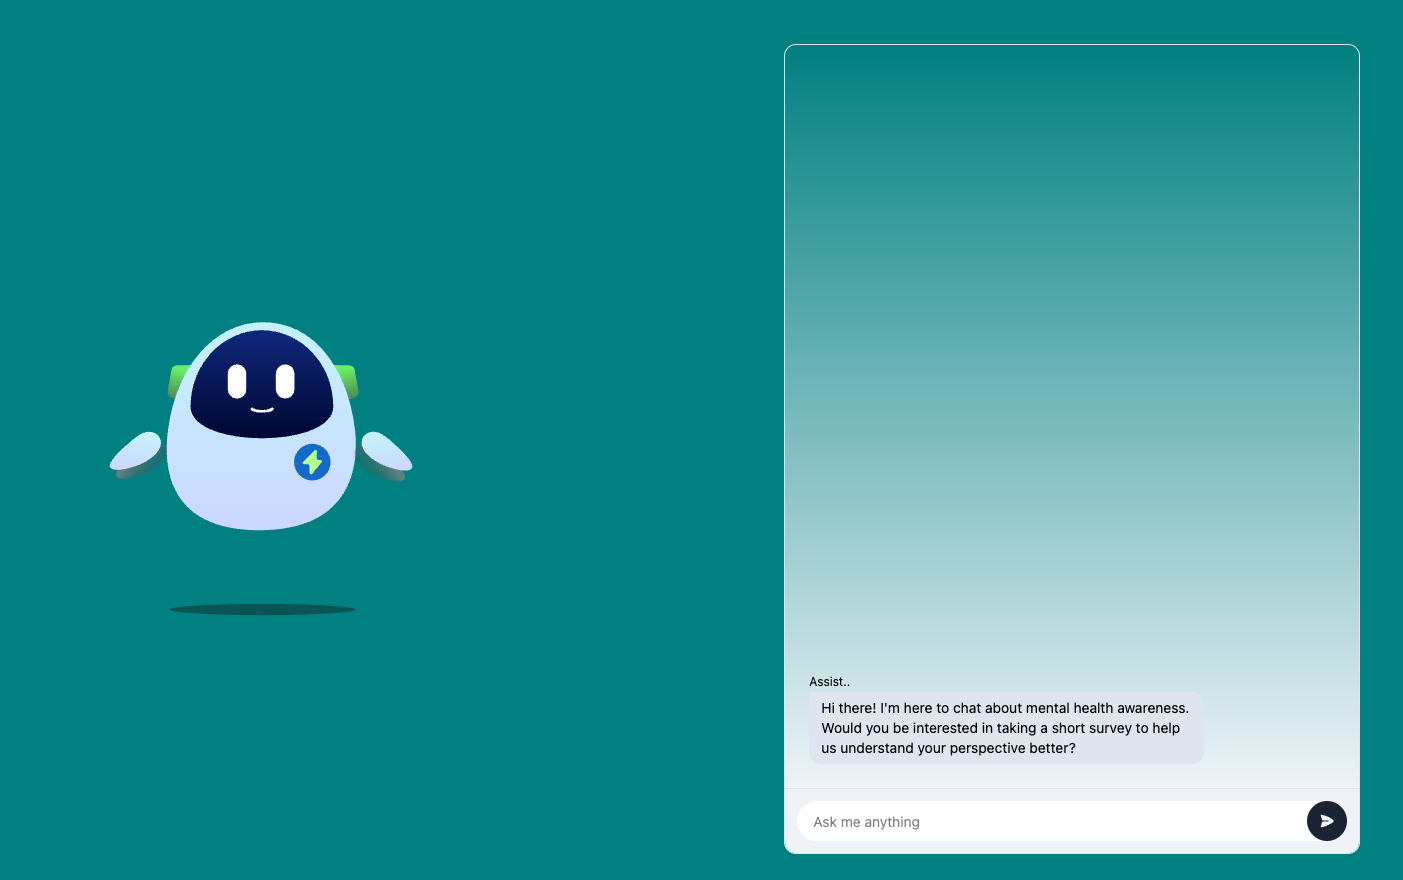 Assist..
Hi there! I'm here to chat about mental health awareness.
Would you be interested in taking a short survey to help
us understand your perspective better?
Ask me anything